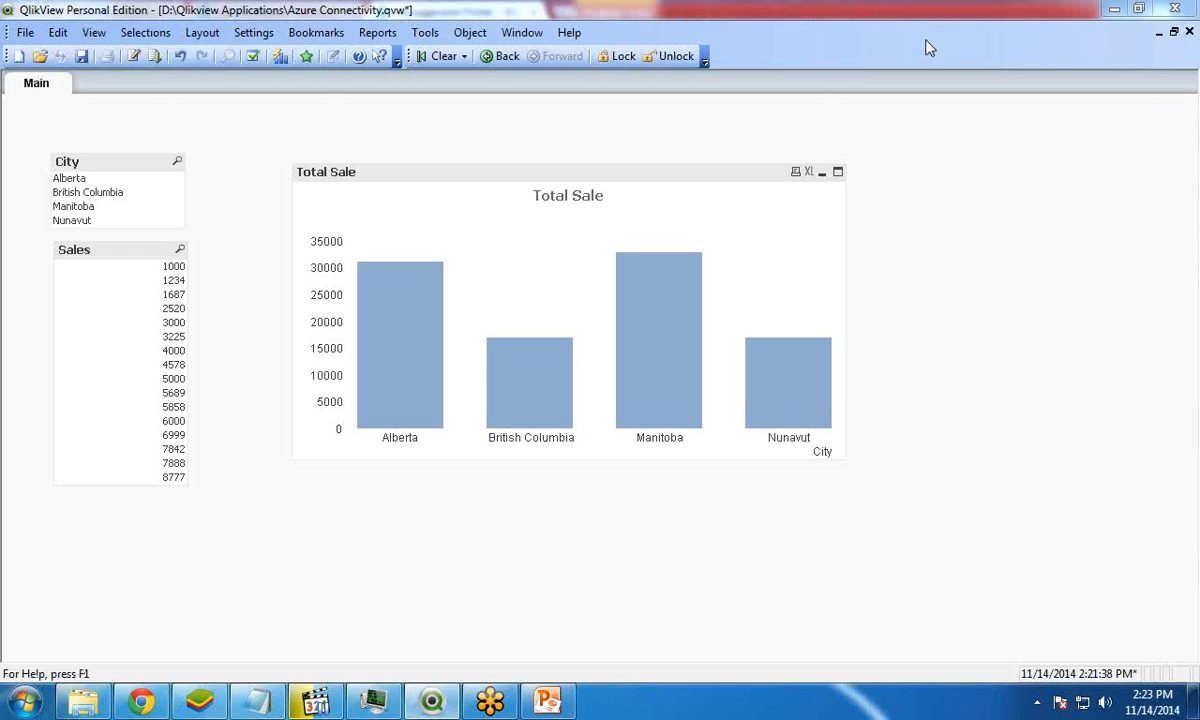 QlikView Personal Edition - [D:\Qlikview Applications\Azure Connectivity.qvw*]
File Edit View Selections Layout Settings Bookmarks Reports Tools Object Window Help
Clear Back Forward Lock Unlock
Main
City
Alberta
British Columbia
Manitoba
Nunavut
Sales
1000
1234
1687
2520
3000
3225
4000
4578
5000
5689
5858
6000
6999
7842
7888
8777
Total Sale XL
Total Sale
35000
30000
25000
20000
15000
10000
5000
0
Alberta British Columbia Manitoba Nunavut
City
For Help, press F1
11/14/2014 2:21:38 PM*
321
2:23 PM
11/14/2014